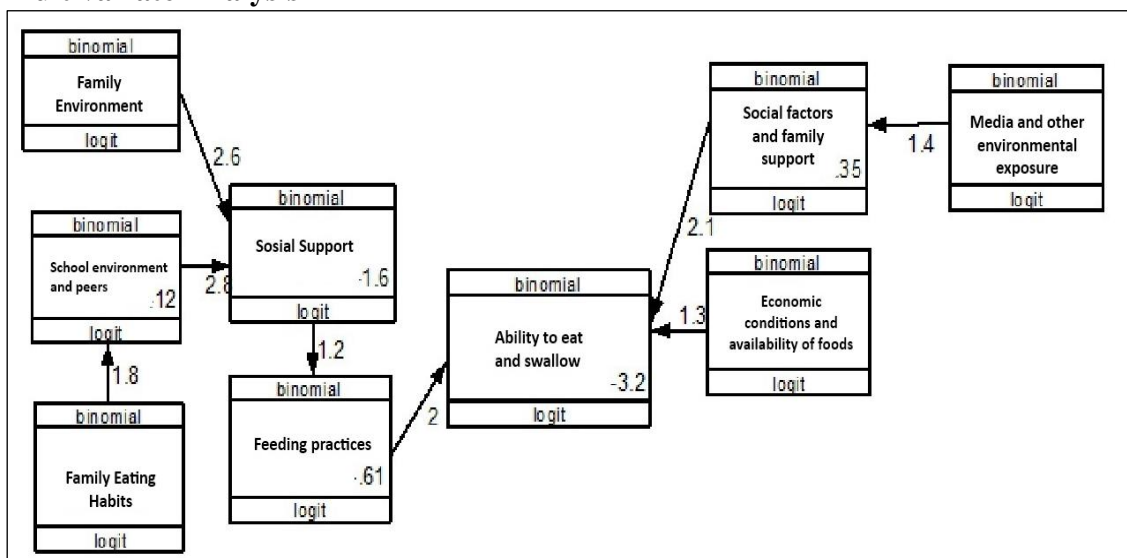 binomial
Family
Environment
logit
2.6
binomial
School environment
and peers
.12
logit
2.8
1.8
binomial
Family Eating
Habits
logit
binomial
Sosial Support
-1.6
logit
1.2
binomial
Feeding practices
-.61
logit
2
binomial
Ability to eat
and swallow
-3.2
logit
binomial
Social factors
and family
support
.35
logit
2.1
1.4
binomial
Media and other
environmental
exposure
logit
binomial
Economic
conditions and
availability of foods
logit
1.3